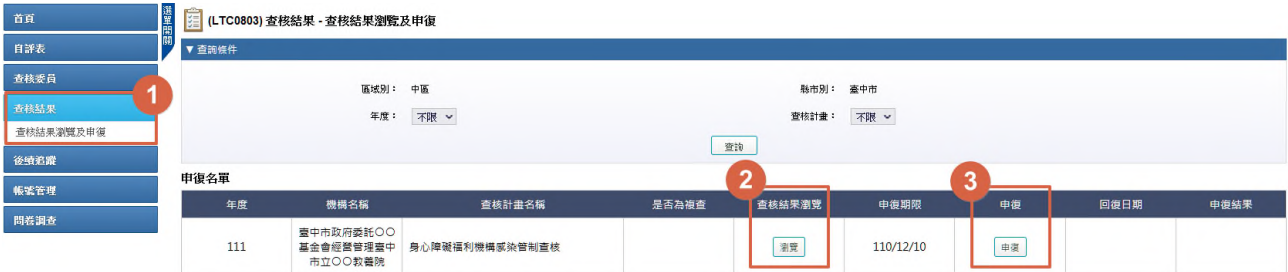 首頁
自評表
查核委員
查核結果
查核結果瀏覽及申復
後續追蹤
帳號管理
問卷調查
選單開關
1
(LTC0803) 查核結果 - 查核結果瀏覽及申復
▼ 查詢條件
區域別： 中區
縣市別： 臺中市
年度： 不限
查核計畫： 不限
查詢
申復名單
2
3
年度 機構名稱 查核計畫名稱 是否為複查 查核結果瀏覽 申復期限 申復 回復日期 申復結果
111 臺中市政府委託○○基金會經營管理臺中市立○○教養院 身心障礙福利機構感染管制查核 瀏覽 110/12/10 申復